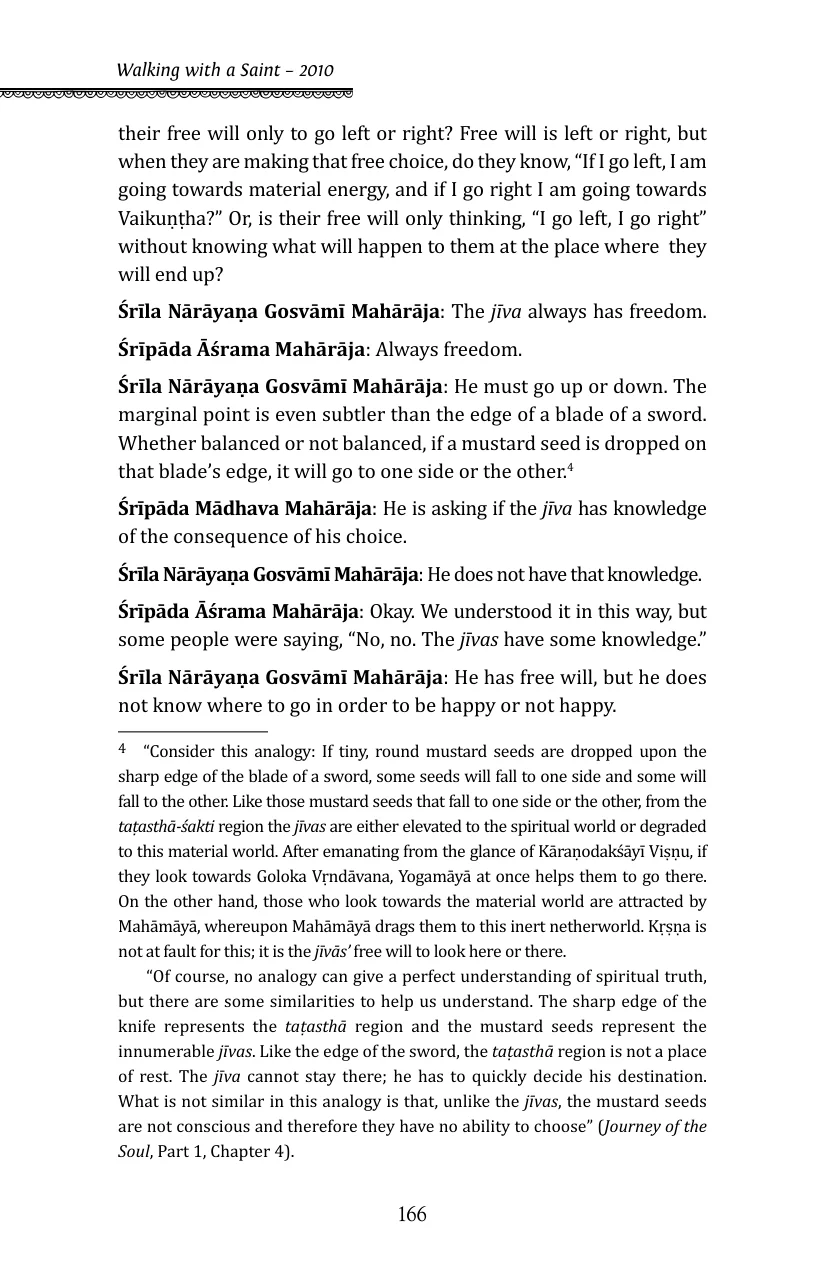 Walking with a Saint – 2010
their free will only to go left or right? Free will is left or right, but
when they are making that free choice, do they know, “If I go left, I am
going towards material energy, and if I go right I am going towards
Vaikuṇṭha?” Or, is their free will only thinking, “I go left, I go right”
without knowing what will happen to them at the place where they
will end up?
Śrīla Nārāyaṇa Gosvāmī Mahārāja: The jīva always has freedom.
Śrīpāda Āśrama Mahārāja: Always freedom.
Śrīla Nārāyaṇa Gosvāmī Mahārāja: He must go up or down. The
marginal point is even subtler than the edge of a blade of a sword.
Whether balanced or not balanced, if a mustard seed is dropped on
that blade’s edge, it will go to one side or the other.4
Śrīpāda Mādhava Mahārāja: He is asking if the jīva has knowledge
of the consequence of his choice.
Śrīla Nārāyaṇa Gosvāmī Mahārāja: He does not have that knowledge.
Śrīpāda Āśrama Mahārāja: Okay. We understood it in this way, but
some people were saying, “No, no. The jīvas have some knowledge.”
Śrīla Nārāyaṇa Gosvāmī Mahārāja: He has free will, but he does
not know where to go in order to be happy or not happy.
4 “Consider this analogy: If tiny, round mustard seeds are dropped upon the
sharp edge of the blade of a sword, some seeds will fall to one side and some will
fall to the other. Like those mustard seeds that fall to one side or the other, from the
taṭasthā-śakti region the jīvas are either elevated to the spiritual world or degraded
to this material world. After emanating from the glance of Kāraṇodakśāyī Viṣṇu, if
they look towards Goloka Vṛndāvana, Yogamāyā at once helps them to go there.
On the other hand, those who look towards the material world are attracted by
Mahāmāyā, whereupon Mahāmāyā drags them to this inert netherworld. Kṛṣṇa is
not at fault for this; it is the jīvās’ free will to look here or there.
“Of course, no analogy can give a perfect understanding of spiritual truth,
but there are some similarities to help us understand. The sharp edge of the
knife represents the taṭasthā region and the mustard seeds represent the
innumerable jīvas. Like the edge of the sword, the taṭasthā region is not a place
of rest. The jīva cannot stay there; he has to quickly decide his destination.
What is not similar in this analogy is that, unlike the jīvas, the mustard seeds
are not conscious and therefore they have no ability to choose” (Journey of the
Soul, Part 1, Chapter 4).
166